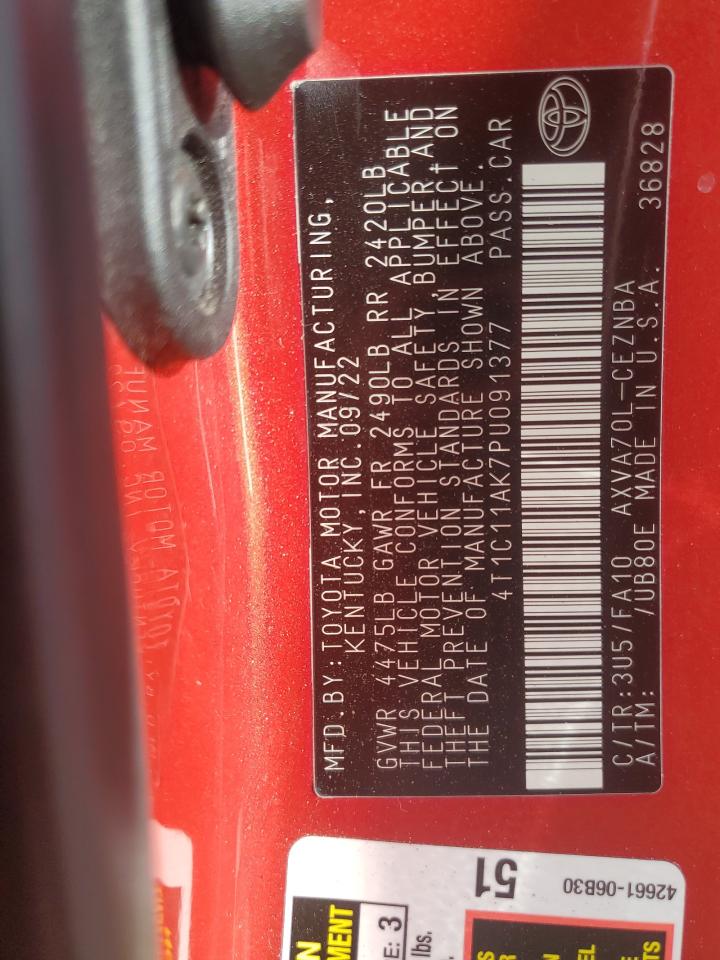 MFD.BY:TOYOTA MOTOR MANUFACTURING,
KENTUCKY, INC. 09/22
GVWR 4475LB GAWR FR 2490LB RR 2420LB
THIS VEHICLE CONFORMS TO ALL APPLICABLE
FEDERAL MOTOR VEHICLE SAFETY, BUMPER, AND
THEFT PREVENTION STANDARDS IN EFFECT ON
THE DATE OF MANUFACTURE SHOWN ABOVE.
4T1C11AK7PU091377 PASS.CAR
C/TR:3U5/FA10 AXVA70L-CEZNBA
A/TM: /UB80E MADE IN U.S.A. 36828
51
42661-06B30
E: 3
lbs.